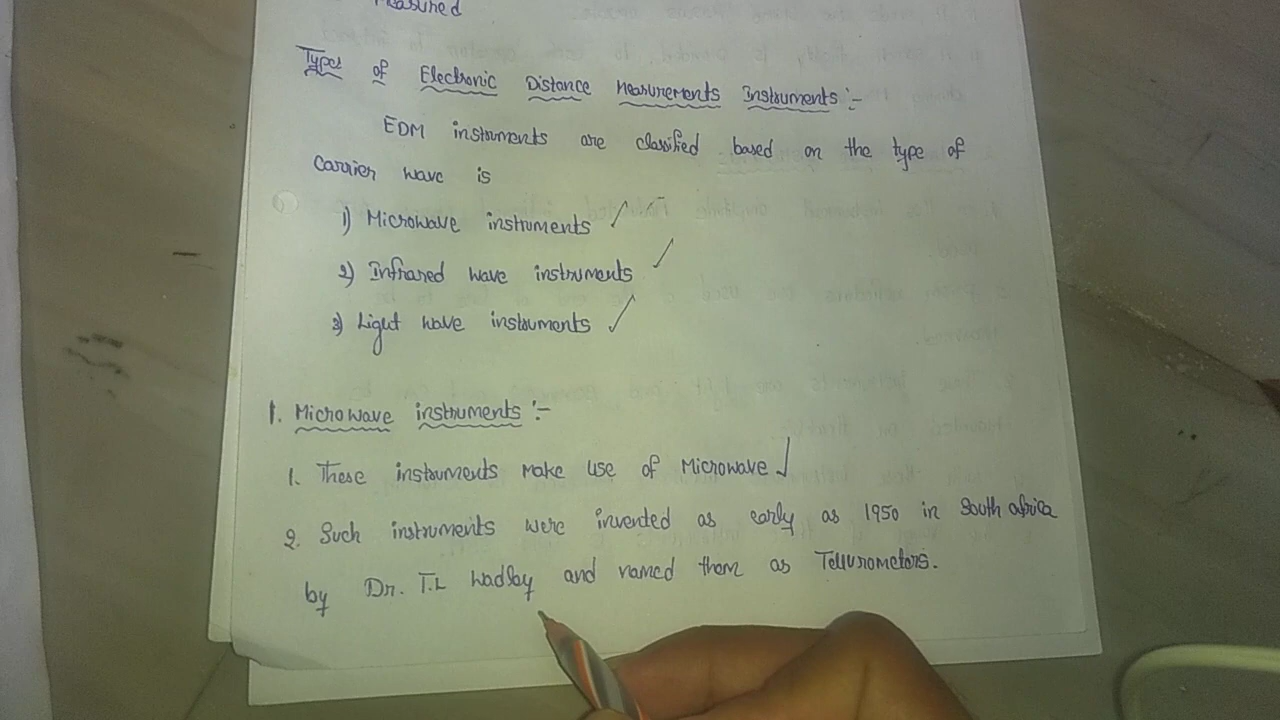 Measured
Types of Electronic Distance Measurements Instruments :-
EDM instruments are classified based on the type of
Carrier wave is
1) Microwave instruments
2) Infrared wave instruments
3) Light wave instruments
1. Microwave instruments :-
1. These instruments make use of Microwave
2. Such instruments were invented as early as 1950 in South africa
by Dr. T.L Wadley and named them as Tellurometers.